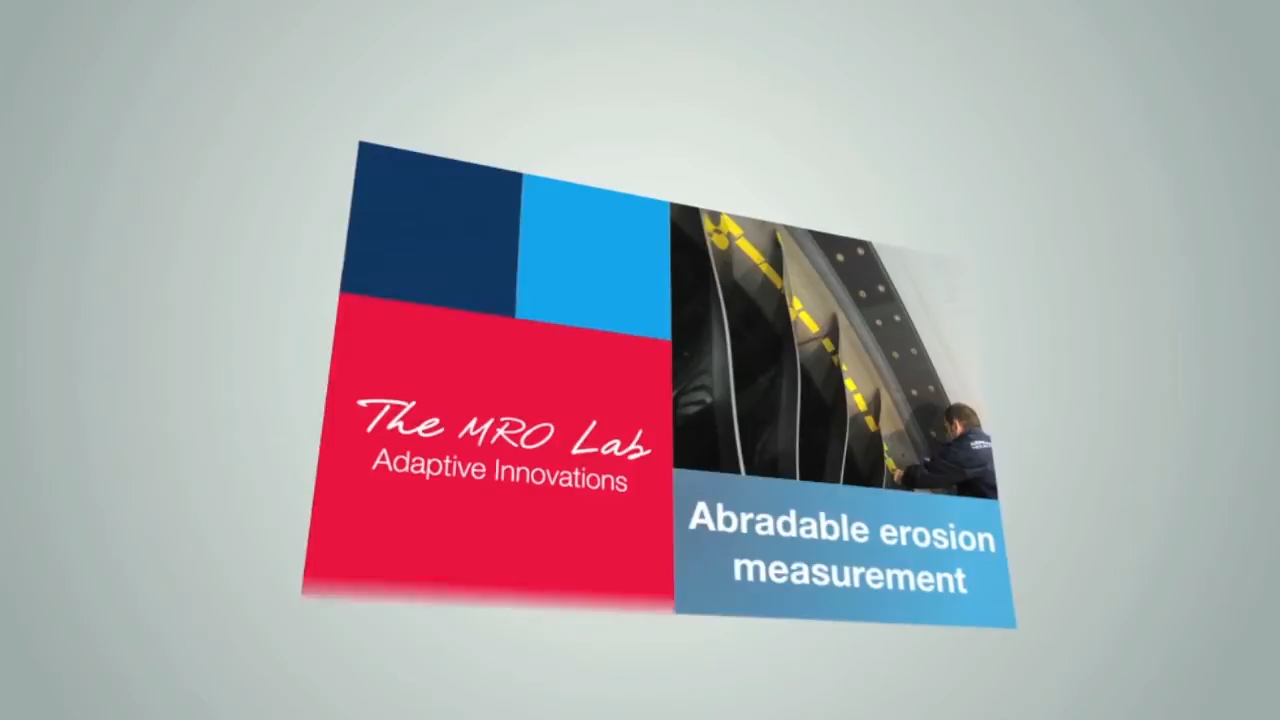 The MRO Lab
Adaptive Innovations
Abradable erosion
measurement